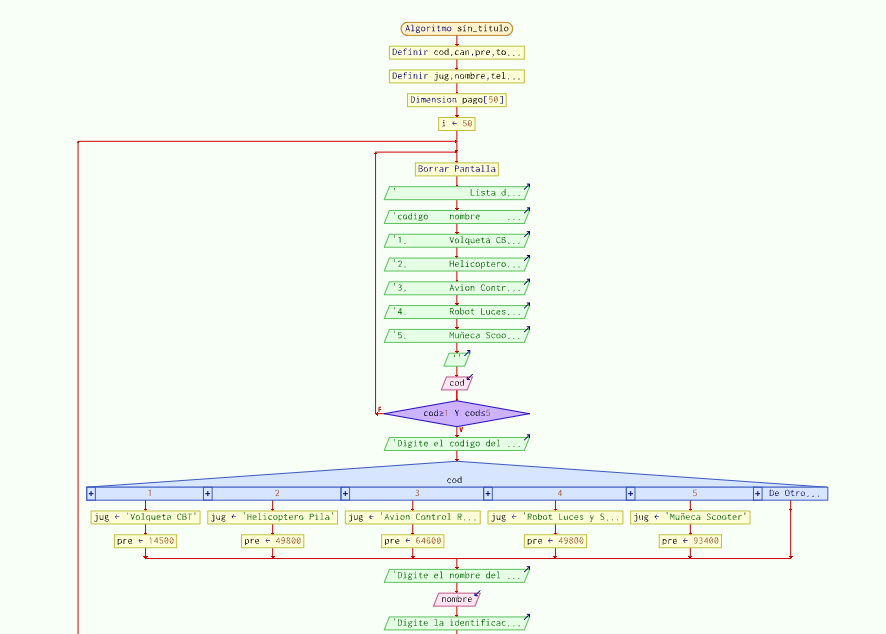 Algoritmo sin_titulo
Definir cod,can,pre,to...
Definir jug,nombre,tel...
Dimension pago[50]
i ← 50
Borrar Pantalla
' Lista d...
'codigo nombre ...
'1. Volqueta CB...
'2. Helicoptero...
'3. Avion Contr...
'4. Robot Luces...
'5. Muñeca Scoo...
''
cod
F
cod≥1 Y cod≤5
V
'Digite el codigo del ...
cod
+ 1 + 2 + 3 + 4 + 5 + De Otro...
jug ← 'Volqueta CBT' jug ← 'Helicoptero Pila' jug ← 'Avion Control R... jug ← 'Robot Luces y S... jug ← 'Muñeca Scooter'
pre ← 14500 pre ← 49800 pre ← 64600 pre ← 49800 pre ← 93400
'Digite el nombre del ...
nombre
'Digite la identificac...